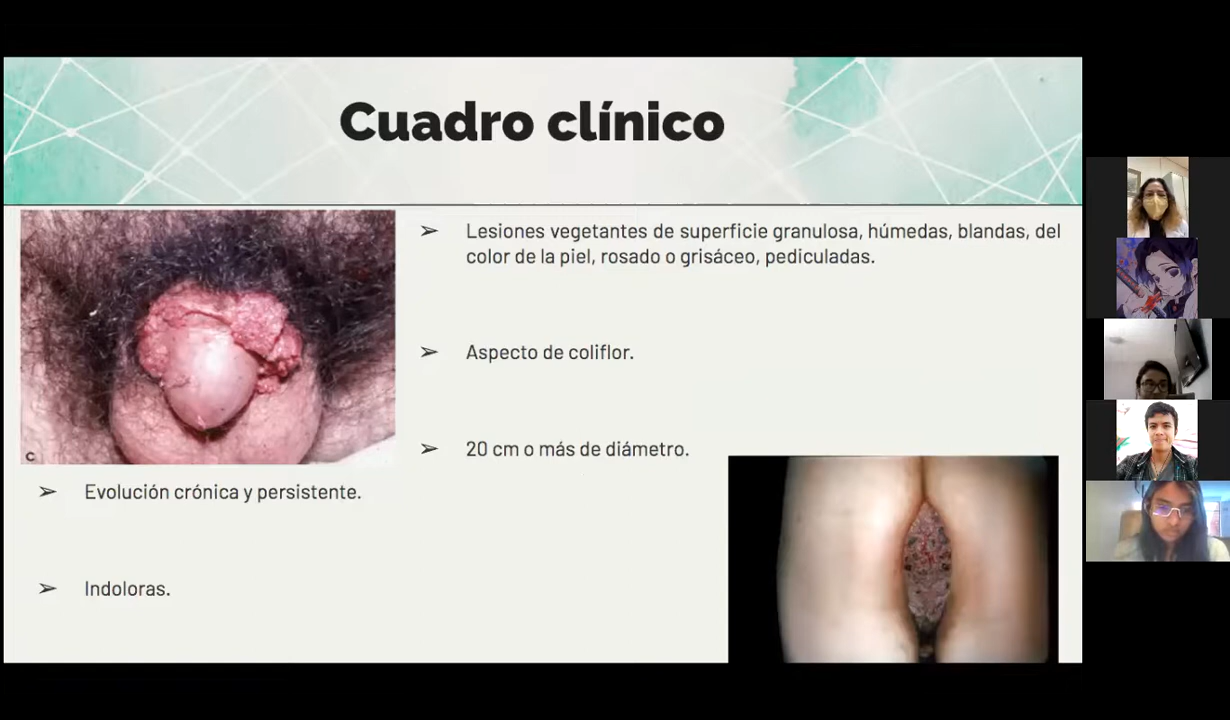 Cuadro clínico
➢ Lesiones vegetantes de superficie granulosa, húmedas, blandas, del
color de la piel, rosado o grisáceo, pediculadas.
➢ Aspecto de coliflor.
➢ 20 cm o más de diámetro.
C
➢ Evolución crónica y persistente.
➢ Indoloras.